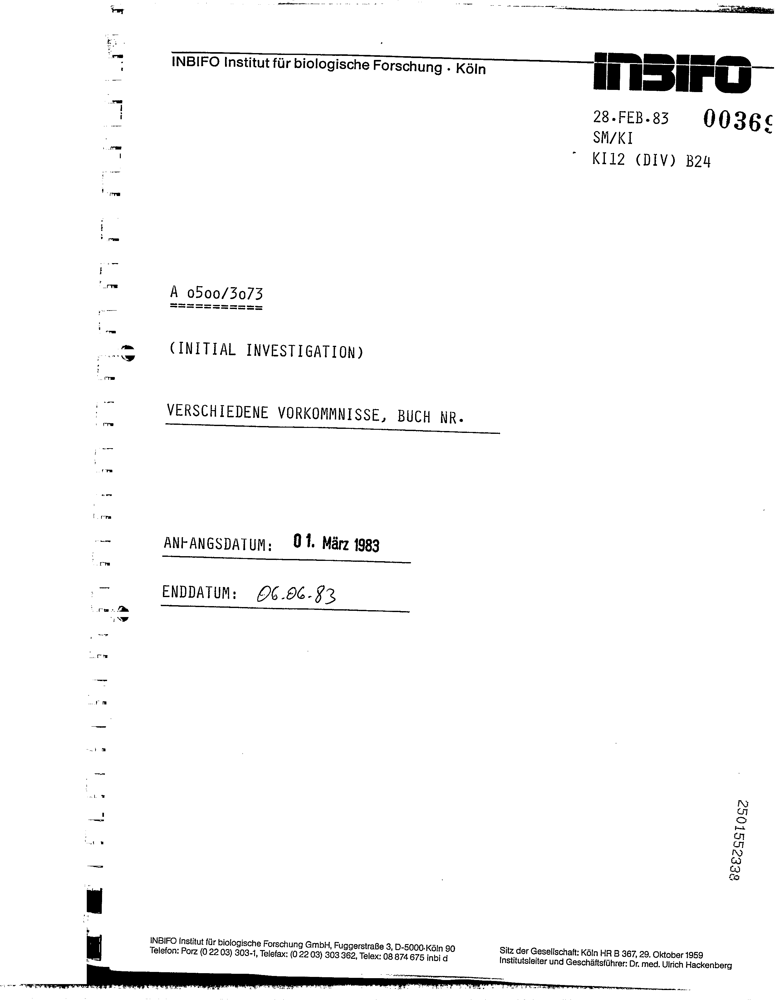 INBIFO Institut für biologische Forschung · Köln
INBIFO
28.FEB.83 00369
SM/KI
KI12 (DIV) B24
A o5oo/3o73
===========
(INITIAL INVESTIGATION)
VERSCHIEDENE VORKOMMNISSE, BUCH NR.
ANFANGSDATUM: 01. März 1983
ENDDATUM: 06.06.83
2501552338
INBIFO Institut für biologische Forschung GmbH, Fuggerstraße 3, D-5000 Köln 90
Telefon: Porz (0 22 03) 303-1, Telefax: (0 22 03) 303 362, Telex: 08 874 675 inbi d
Sitz der Gesellschaft: Köln HR B 367, 29. Oktober 1959
Institutsleiter und Geschäftsführer: Dr. med. Ulrich Hackenberg